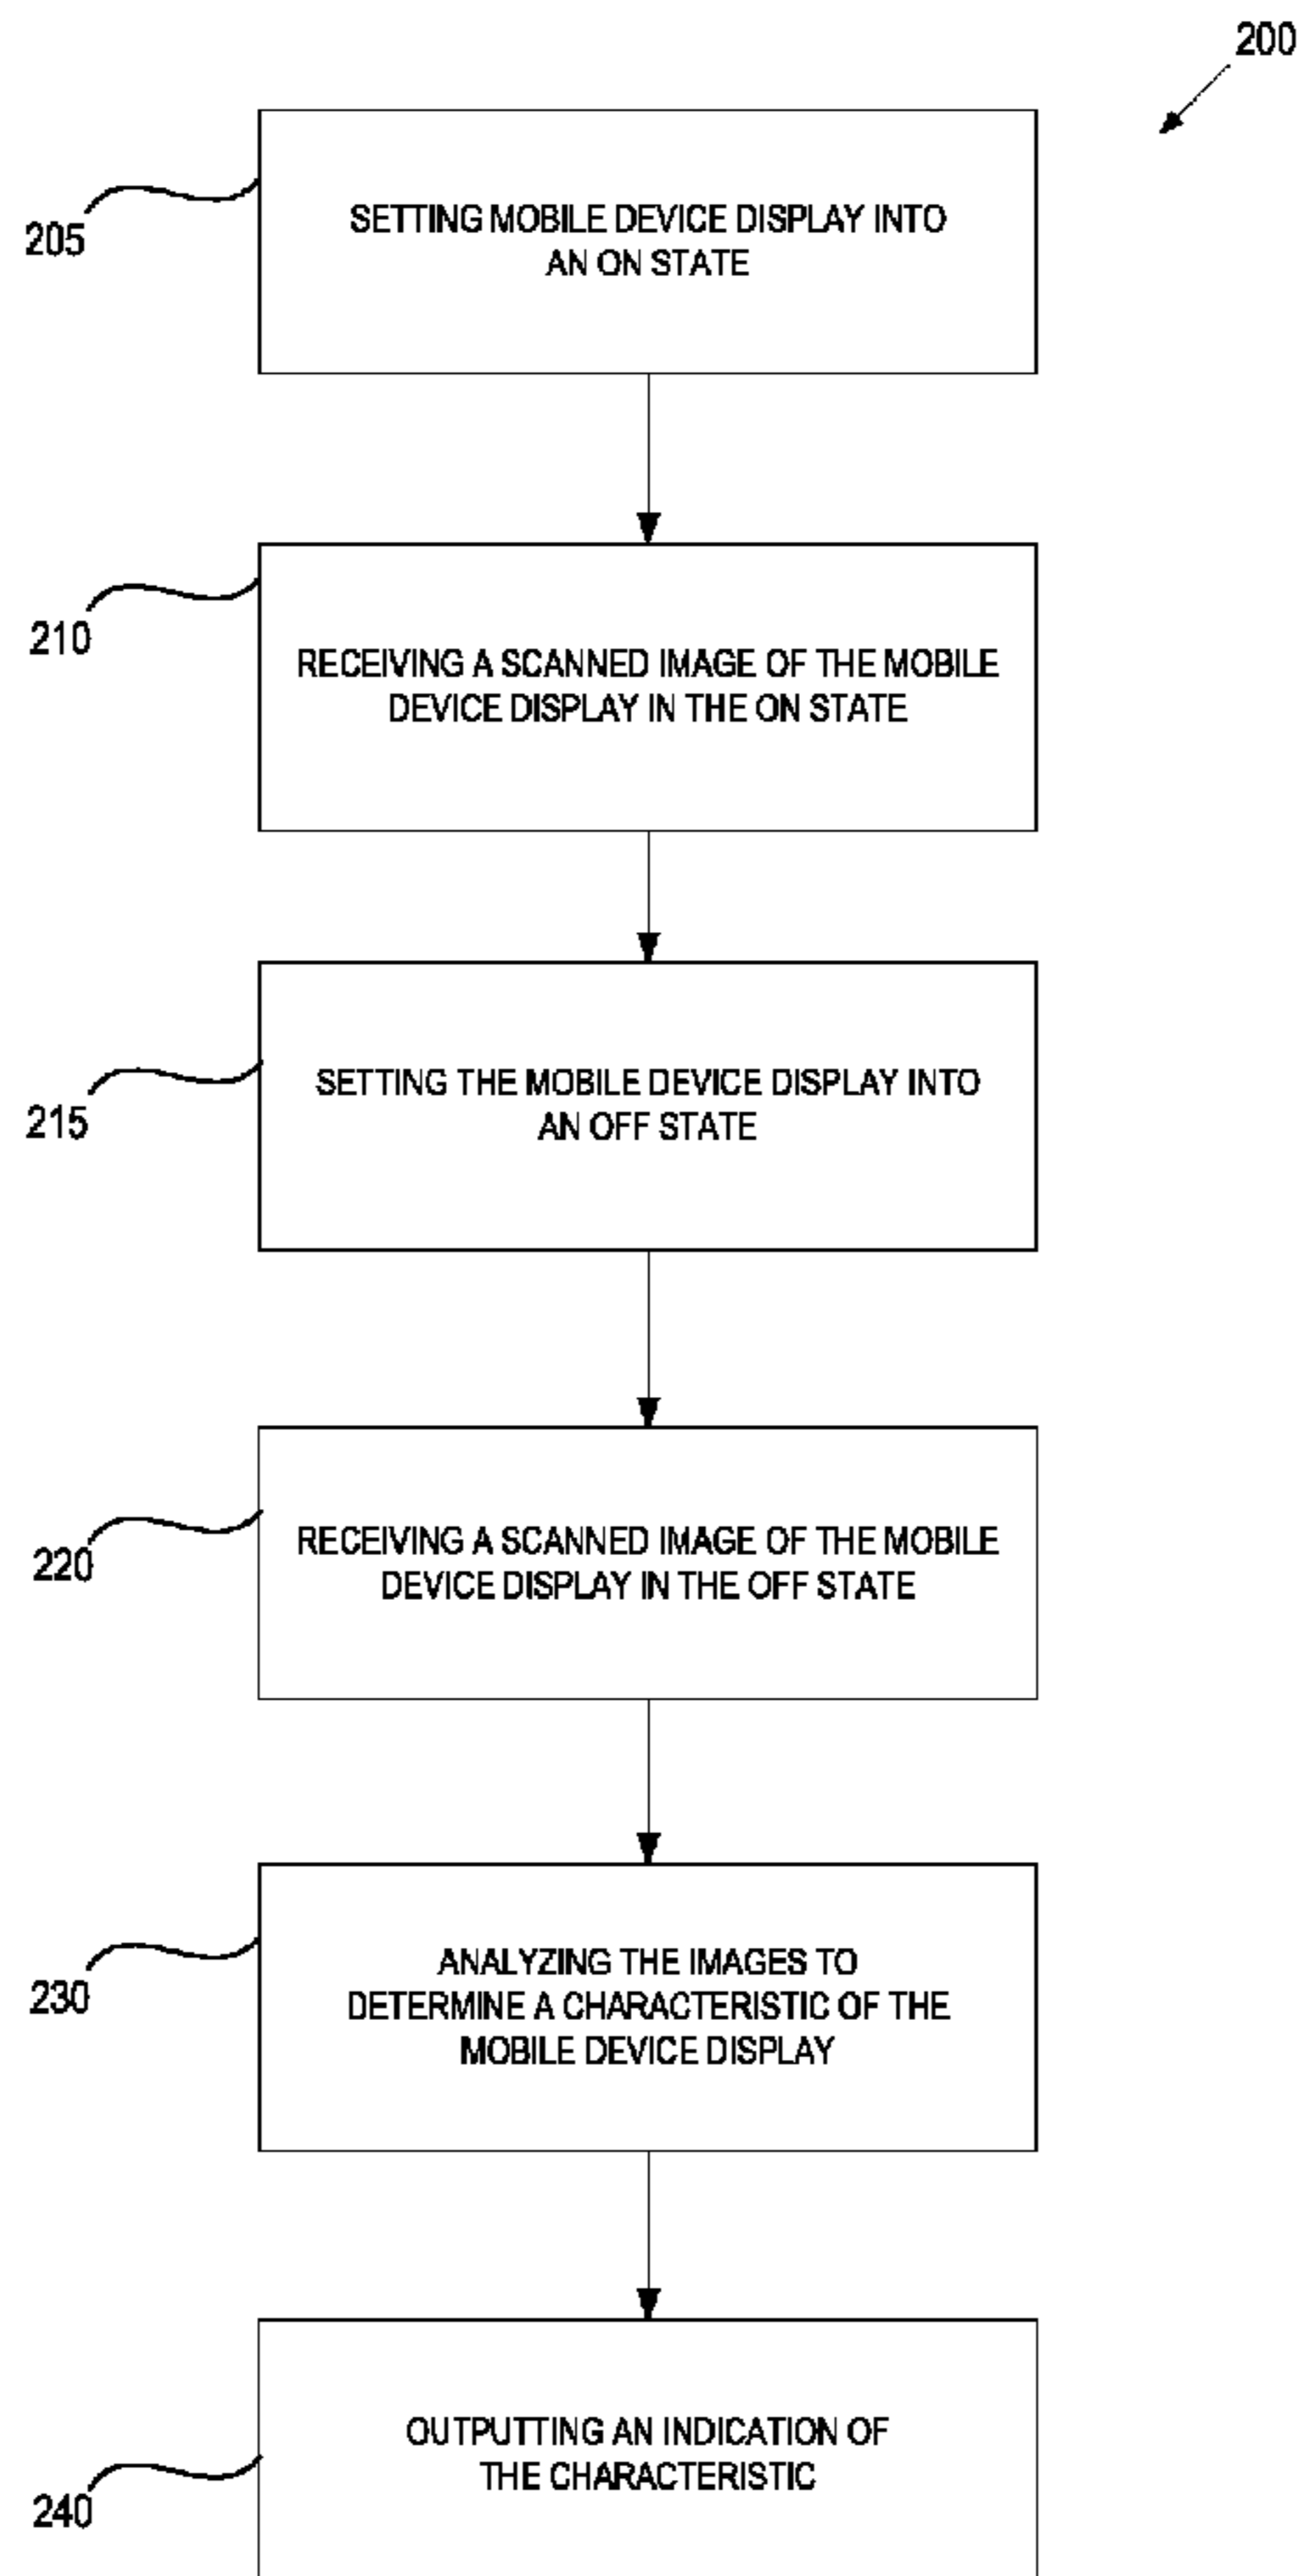 200
205
SETTING MOBILE DEVICE DISPLAY INTO
AN ON STATE
210
RECEIVING A SCANNED IMAGE OF THE MOBILE
DEVICE DISPLAY IN THE ON STATE
215
SETTING THE MOBILE DEVICE DISPLAY INTO
AN OFF STATE
220
RECEIVING A SCANNED IMAGE OF THE MOBILE
DEVICE DISPLAY IN THE OFF STATE
230
ANALYZING THE IMAGES TO
DETERMINE A CHARACTERISTIC OF THE
MOBILE DEVICE DISPLAY
240
OUTPUTTING AN INDICATION OF
THE CHARACTERISTIC